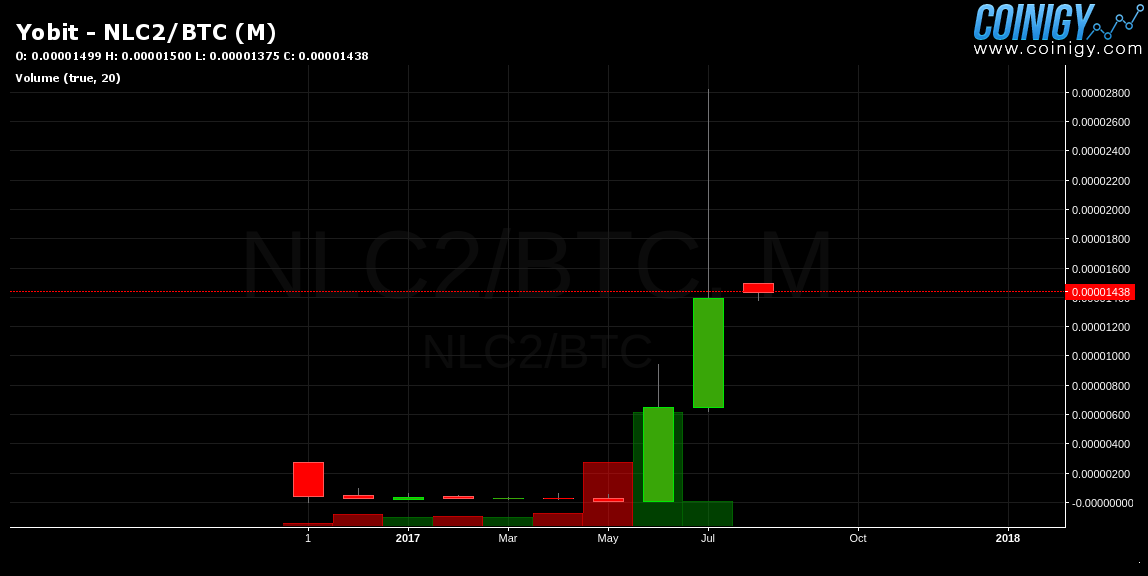 Yobit - NLC2/BTC (M)
O: 0.00001499 H: 0.00001500 L: 0.00001375 C: 0.00001438
Volume (true, 20)
COINIGY
www.coinigy.com
NLC2/BTC, M
NLC2/BTC
0.00002800
0.00002600
0.00002400
0.00002200
0.00002000
0.00001800
0.00001600
0.00001438
0.00001400
0.00001200
0.00001000
0.00000800
0.00000600
0.00000400
0.00000200
-0.00000000
1 2017 Mar May Jul Oct 2018